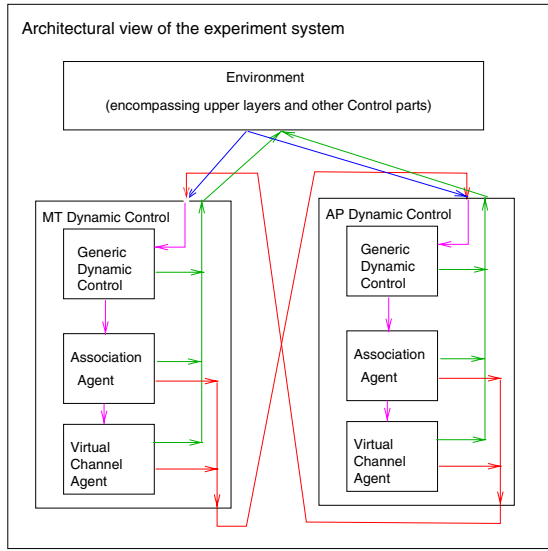 Architectural view of the experiment system
Environment
(encompassing upper layers and other Control parts)
MT Dynamic Control
Generic
Dynamic
Control
Association
Agent
Virtual
Channel
Agent
AP Dynamic Control
Generic
Dynamic
Control
Association
Agent
Virtual
Channel
Agent